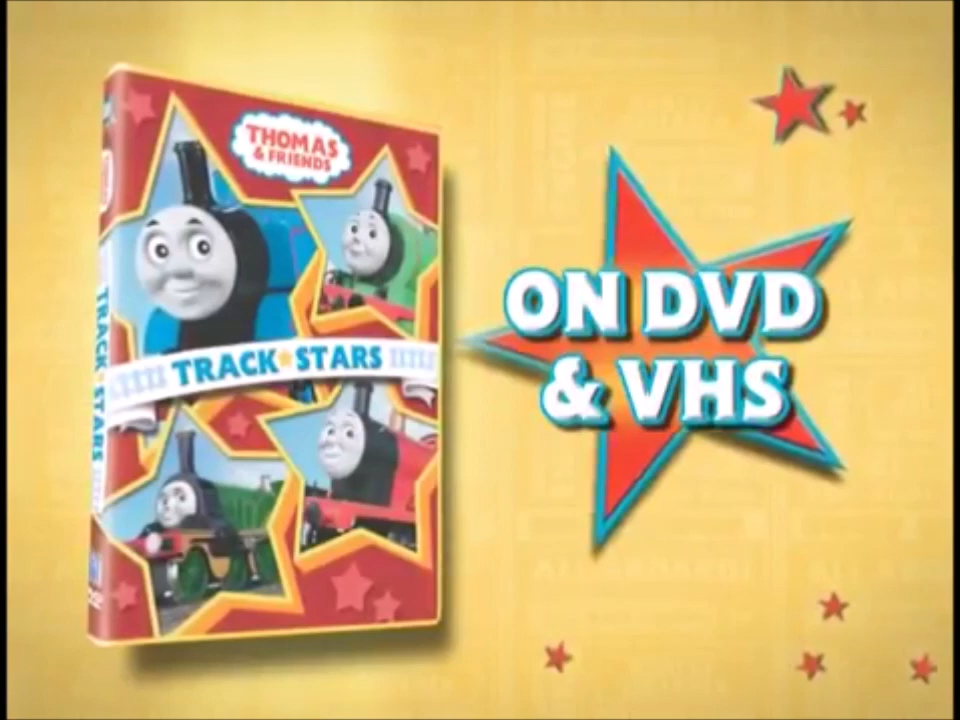 THOMAS
& FRIENDS
TRACK STARS
TRACK STARS
ON DVD
& VHS